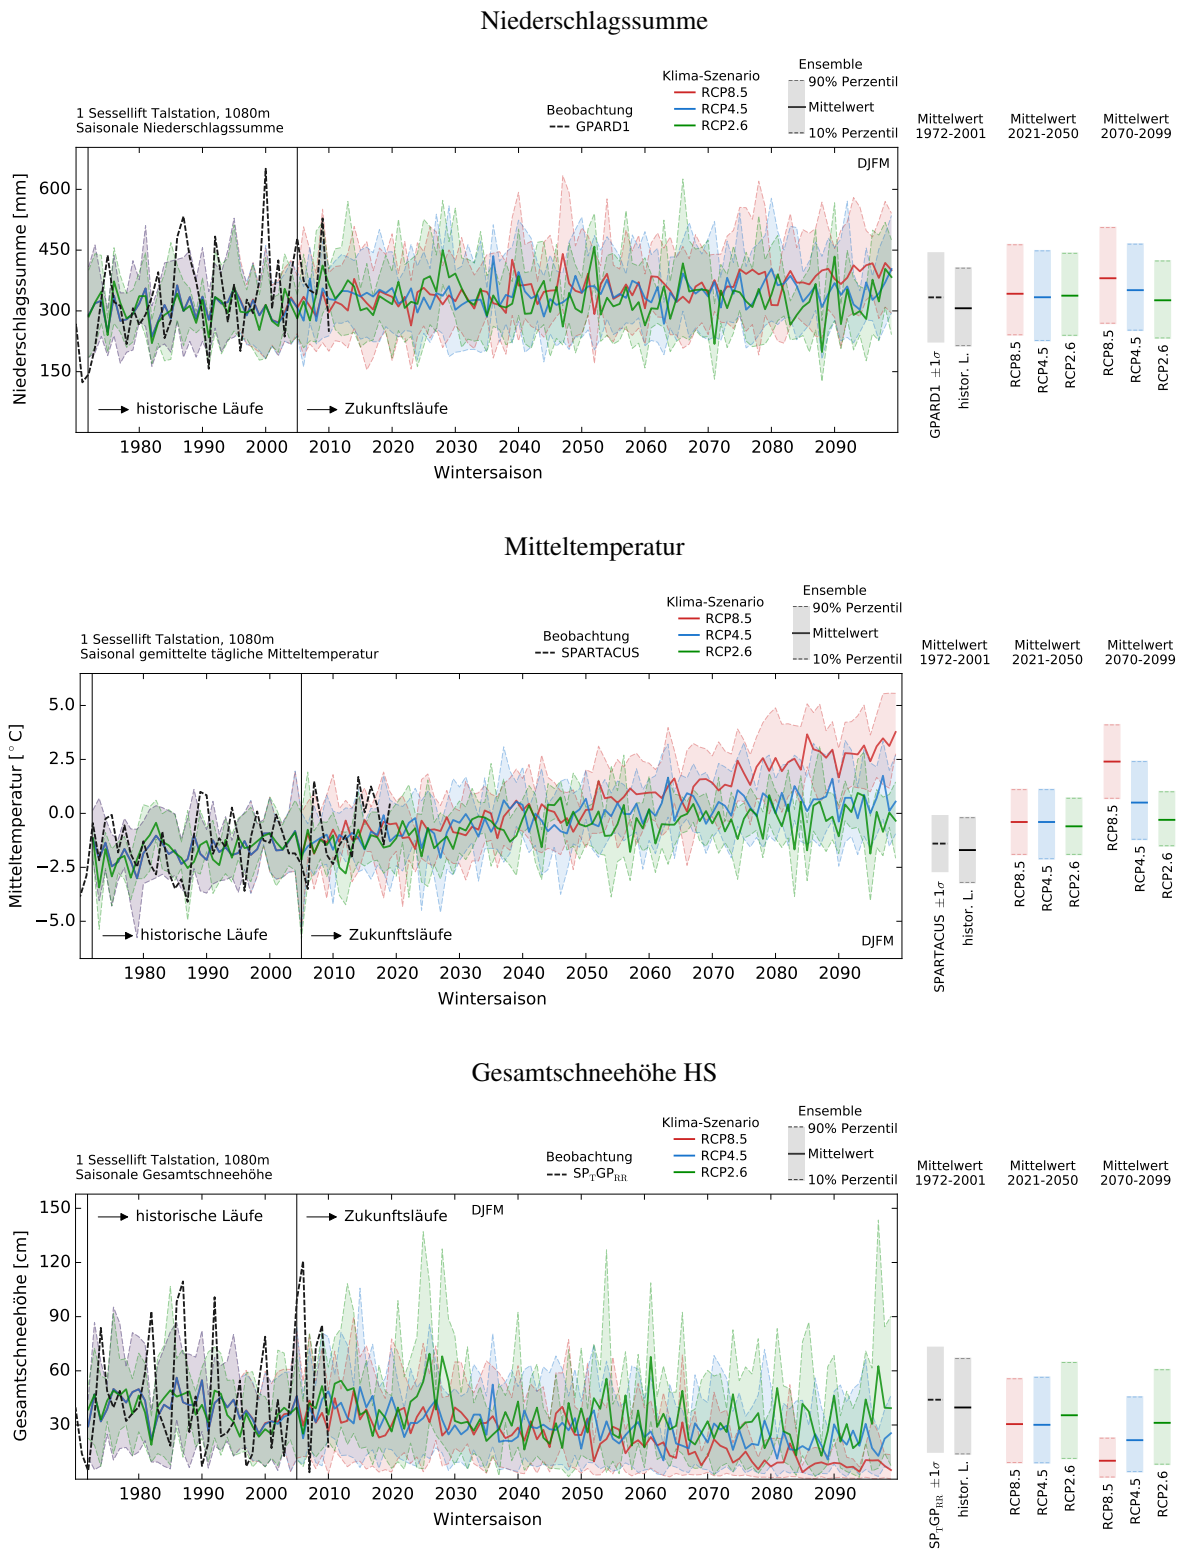 Niederschlagssumme
1 Sessellift Talstation, 1080m
Saisonale Niederschlagssumme
Beobachtung
GPARD1
Klima-Szenario
RCP8.5
RCP4.5
RCP2.6
Ensemble
90% Perzentil
Mittelwert
10% Perzentil
Mittelwert
1972-2001
Mittelwert
2021-2050
Mittelwert
2070-2099
DJFM
Niederschlagssumme [mm]
600
450
300
150
historische Läufe
Zukunftsläufe
1980 1990 2000 2010 2020 2030 2040 2050 2060 2070 2080 2090
Wintersaison
GPARD1 ±1σ
histor. L.
RCP8.5
RCP4.5
RCP2.6
RCP8.5
RCP4.5
RCP2.6
Mitteltemperatur
1 Sessellift Talstation, 1080m
Saisonal gemittelte tägliche Mitteltemperatur
Beobachtung
SPARTACUS
Klima-Szenario
RCP8.5
RCP4.5
RCP2.6
Ensemble
90% Perzentil
Mittelwert
10% Perzentil
Mittelwert
1972-2001
Mittelwert
2021-2050
Mittelwert
2070-2099
Mitteltemperatur [°C]
5.0
2.5
0.0
−2.5
−5.0
historische Läufe
Zukunftsläufe
DJFM
1980 1990 2000 2010 2020 2030 2040 2050 2060 2070 2080 2090
Wintersaison
SPARTACUS ±1σ
histor. L.
RCP8.5
RCP4.5
RCP2.6
RCP8.5
RCP4.5
RCP2.6
Gesamtschneehöhe HS
1 Sessellift Talstation, 1080m
Saisonale Gesamtschneehöhe
Beobachtung
SP_TGP_RR
Klima-Szenario
RCP8.5
RCP4.5
RCP2.6
Ensemble
90% Perzentil
Mittelwert
10% Perzentil
Mittelwert
1972-2001
Mittelwert
2021-2050
Mittelwert
2070-2099
Gesamtschneehöhe [cm]
150
120
90
60
30
historische Läufe
Zukunftsläufe
DJFM
1980 1990 2000 2010 2020 2030 2040 2050 2060 2070 2080 2090
Wintersaison
SP_TGP_RR ±1σ
histor. L.
RCP8.5
RCP4.5
RCP2.6
RCP8.5
RCP4.5
RCP2.6